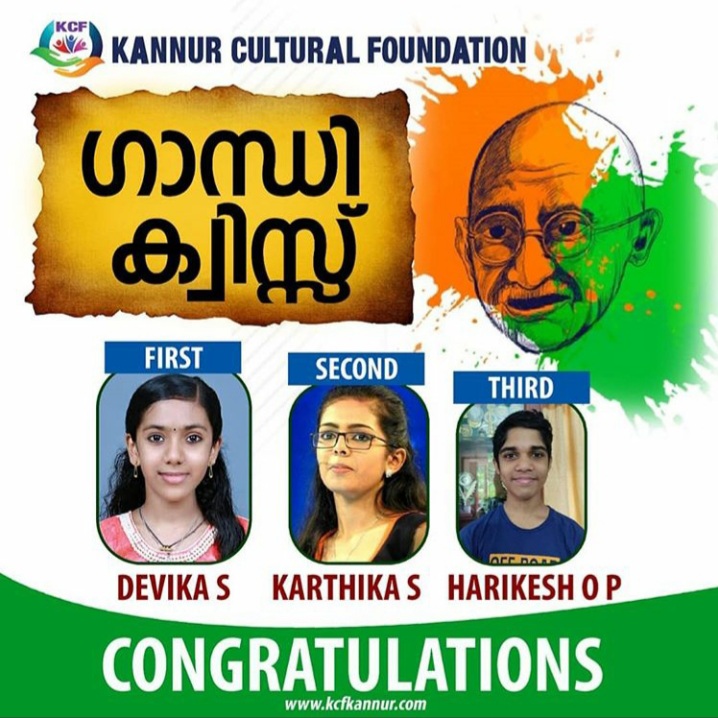 KCF
KANNUR CULTURAL FOUNDATION
ഗാന്ധി
ക്വിസ്സ്
FIRST
SECOND
THIRD
DEVIKA S
KARTHIKA S
HARIKESH O P
CONGRATULATIONS
www.kcfkannur.com